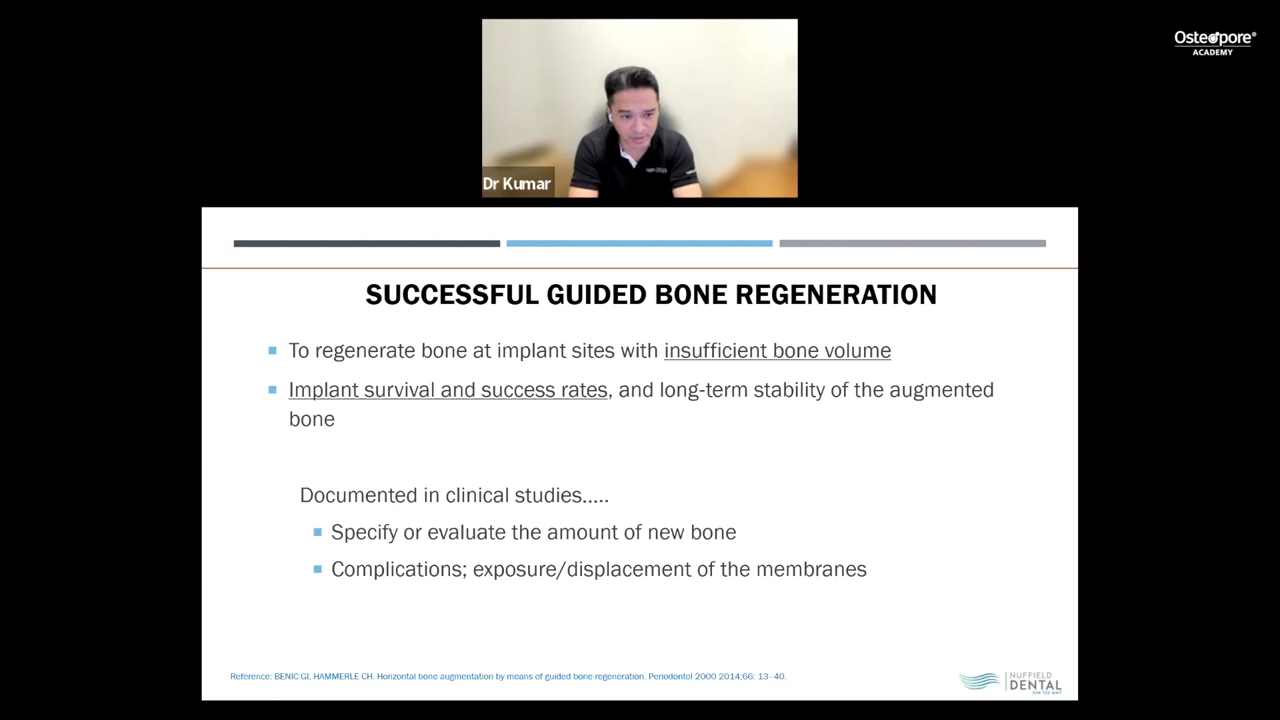 Osteopore®
ACADEMY
Dr Kumar
SUCCESSFUL GUIDED BONE REGENERATION
To regenerate bone at implant sites with insufficient bone volume
Implant survival and success rates, and long-term stability of the augmented
bone
Documented in clinical studies.....
Specify or evaluate the amount of new bone
Complications; exposure/displacement of the membranes
Reference: BENIC GI, HAMMERLE CH. Horizontal bone augmentation by means of guided bone regeneration. Periodontol 2000 2014;66: 13–40.
NUFFIELD
DENTAL